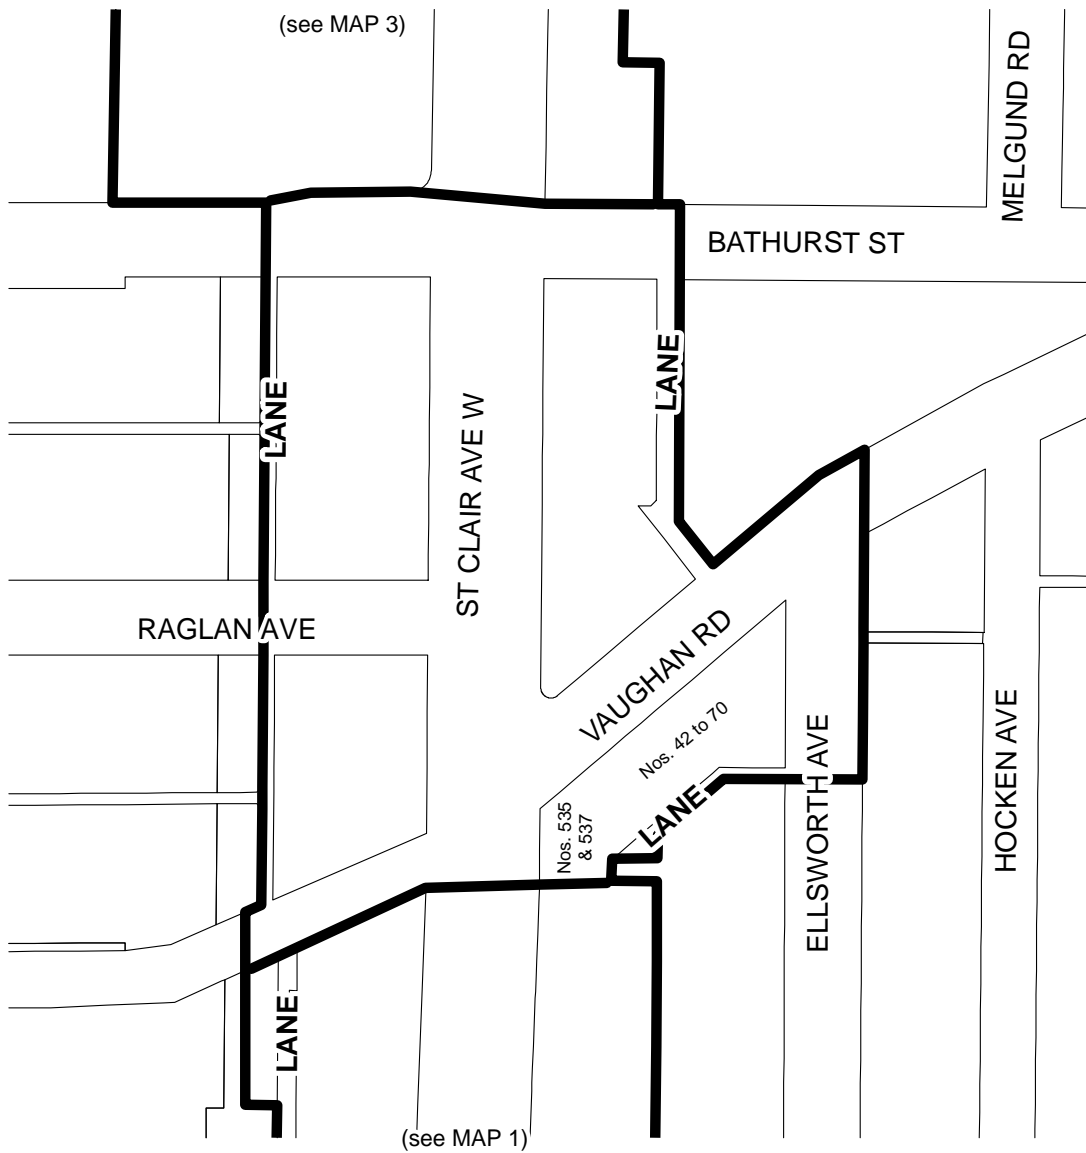 (see MAP 3)
MELGUND RD
BATHURST ST
LANE
LANE
ST CLAIR AVE W
RAGLAN AVE
VAUGHAN RD
Nos. 42 to 70
LANE
Nos. 535
& 537
ELLSWORTH AVE
HOCKEN AVE
LANE
(see MAP 1)